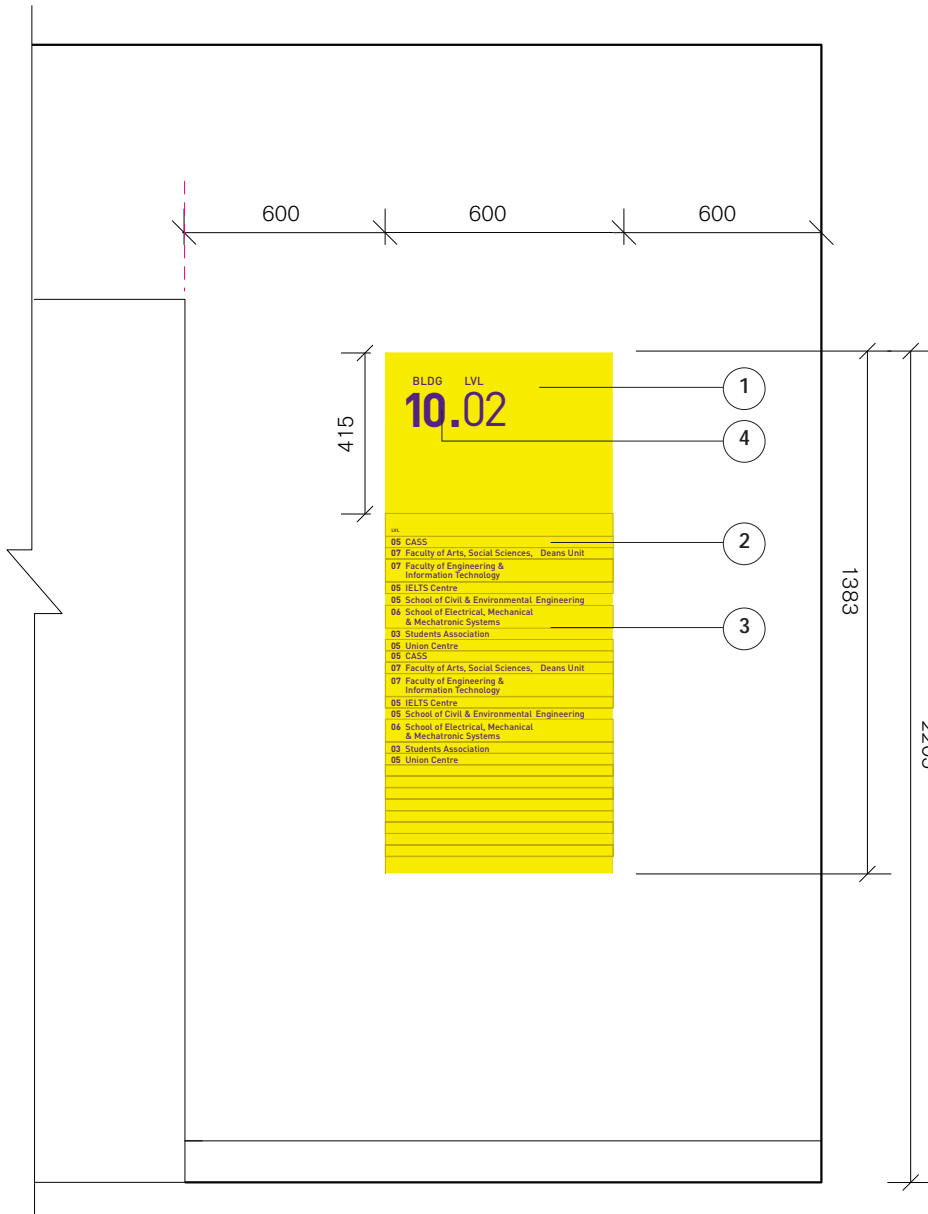 600 600 600
BLDG LVL
10.02
1
4
415
LVL
05 CASS
2
07 Faculty of Arts, Social Sciences, Deans Unit
07 Faculty of Engineering &
Information Technology
1383
05 IELTS Centre
05 School of Civil & Environmental Engineering
06 School of Electrical, Mechanical
& Mechatronic Systems
3
03 Students Association
05 Union Centre
05 CASS
07 Faculty of Arts, Social Sciences, Deans Unit
07 Faculty of Engineering &
Information Technology
05 IELTS Centre
05 School of Civil & Environmental Engineering
06 School of Electrical, Mechanical
& Mechatronic Systems
03 Students Association
05 Union Centre